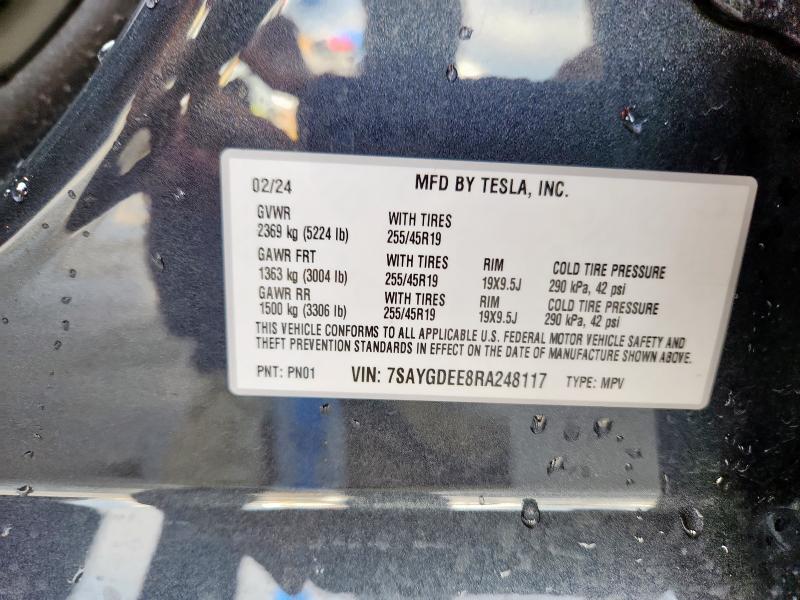 02/24 MFD BY TESLA, INC.
GVWR WITH TIRES
2369 kg (5224 lb) 255/45R19
GAWR FRT WITH TIRES RIM COLD TIRE PRESSURE
1363 kg (3004 lb) 255/45R19 19X9.5J 290 kPa, 42 psi
GAWR RR WITH TIRES RIM COLD TIRE PRESSURE
1500 kg (3306 lb) 255/45R19 19X9.5J 290 kPa, 42 psi
THIS VEHICLE CONFORMS TO ALL APPLICABLE U.S. FEDERAL MOTOR VEHICLE SAFETY AND
THEFT PREVENTION STANDARDS IN EFFECT ON THE DATE OF MANUFACTURE SHOWN ABOVE.
PNT: PN01 VIN: 7SAYGDEE8RA248117 TYPE: MPV